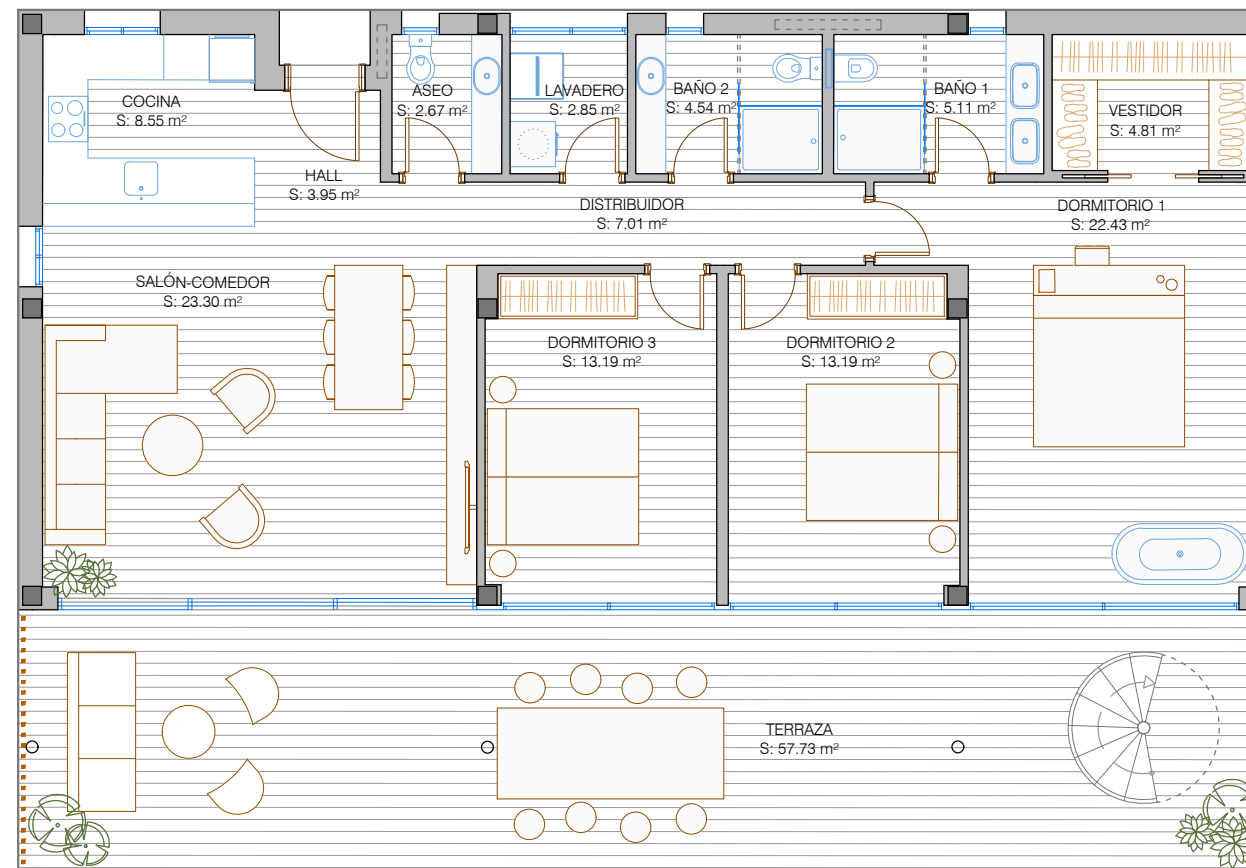 COCINA
S: 8.55 m²
HALL
S: 3.95 m²
ASEO
S: 2.67 m²
LAVADERO
S: 2.85 m²
BAÑO 2
S: 4.54 m²
BAÑO 1
S: 5.11 m²
VESTIDOR
S: 4.81 m²
DISTRIBUIDOR
S: 7.01 m²
DORMITORIO 1
S: 22.43 m²
SALÓN-COMEDOR
S: 23.30 m²
DORMITORIO 3
S: 13.19 m²
DORMITORIO 2
S: 13.19 m²
TERRAZA
S: 57.73 m²